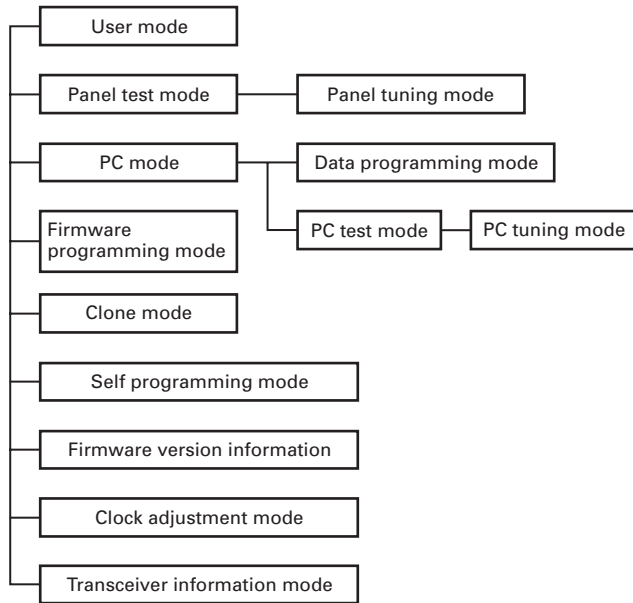 User mode
Panel test mode
Panel tuning mode
PC mode
Data programming mode
PC test mode
PC tuning mode
Firmware
programming mode
Clone mode
Self programming mode
Firmware version information
Clock adjustment mode
Transceiver information mode